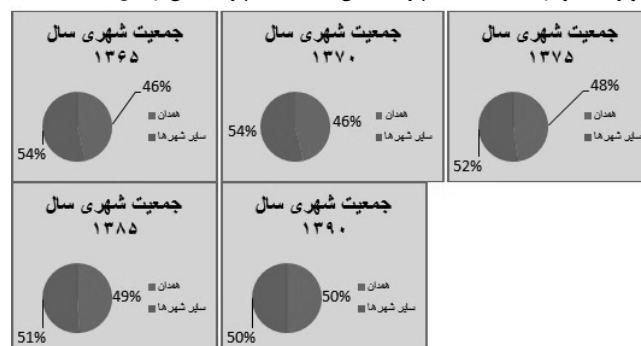 جمعیت شهری سال
۱۳۶۵
46%
54%
همدان
سایر شهرها
جمعیت شهری سال
۱۳۷۰
46%
54%
همدان
سایر شهرها
جمعیت شهری سال
۱۳۷۵
48%
52%
همدان
سایر شهرها
جمعیت شهری سال
۱۳۸۵
49%
51%
همدان
سایر شهرها
جمعیت شهری سال
۱۳۹۰
50%
50%
همدان
سایر شهرها